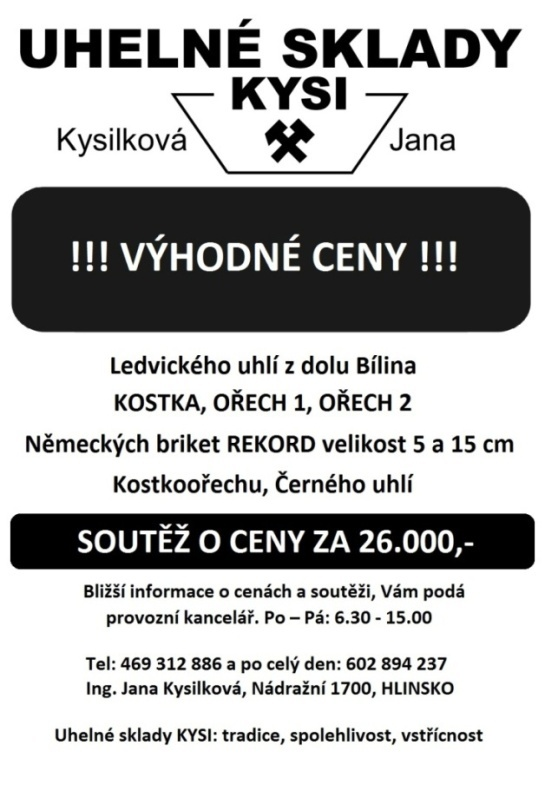 UHELNÉ SKLADY
KYSI
Kysilková Jana
!!! VÝHODNÉ CENY !!!
Ledvického uhlí z dolu Bílina
KOSTKA, OŘECH 1, OŘECH 2
Německých briket REKORD velikost 5 a 15 cm
Kostkoořechu, Černého uhlí
SOUTĚŽ O CENY ZA 26.000,-
Bližší informace o cenách a soutěži, Vám podá
provozní kancelář. Po – Pá: 6.30 - 15.00
Tel: 469 312 886 a po celý den: 602 894 237
Ing. Jana Kysilková, Nádražní 1700, HLINSKO
Uhelné sklady KYSI: tradice, spolehlivost, vstřícnost